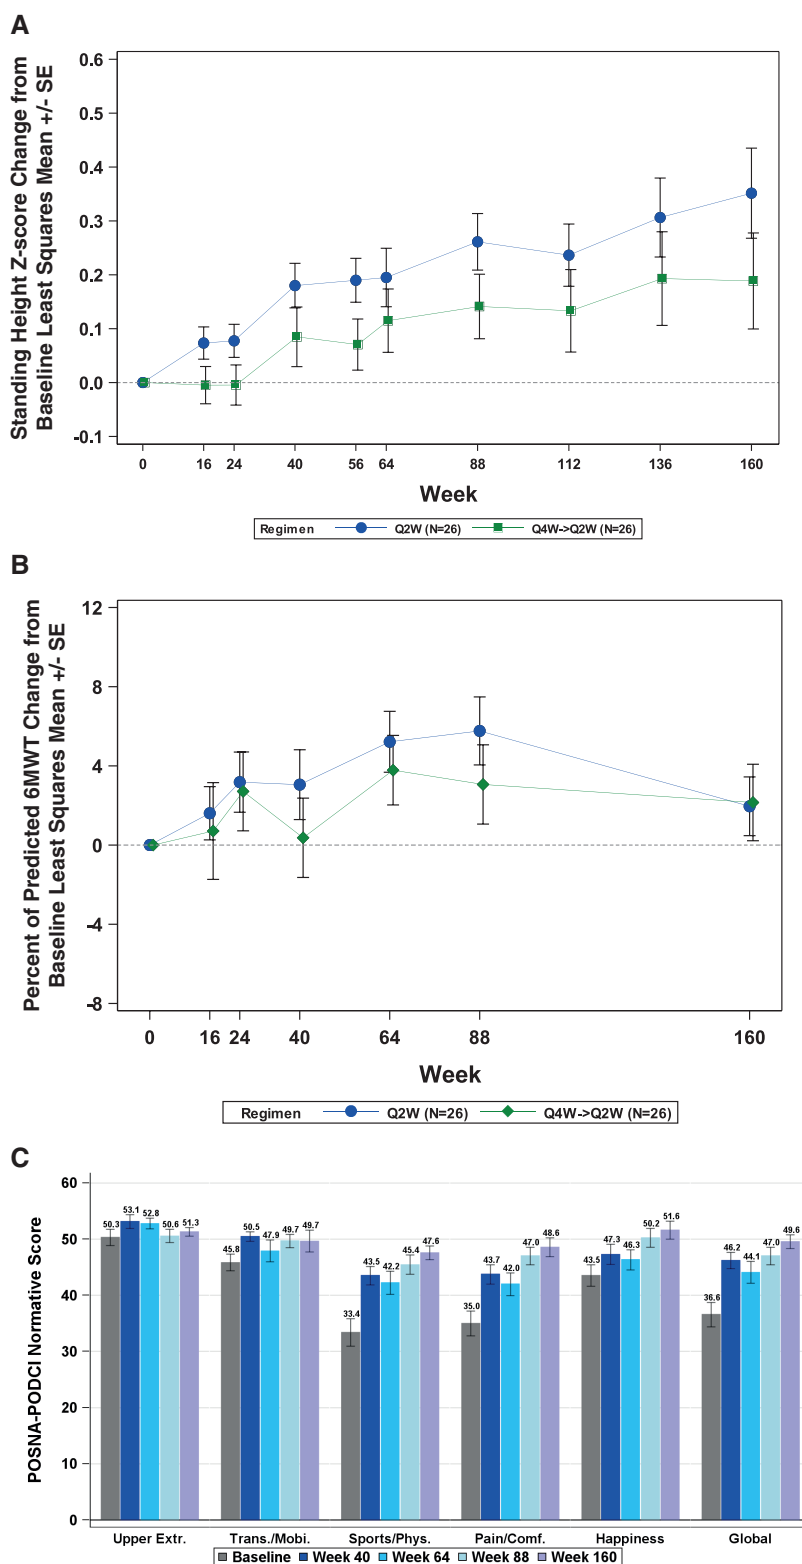 A
Standing Height Z-score Change from
Baseline Least Squares Mean +/- SE
0.6
0.5
0.4
0.3
0.2
0.1
0.0
-0.1
0 16 24 40 56 64 88 112 136 160
Week
Regimen Q2W (N=26) Q4W->Q2W (N=26)
B
Percent of Predicted 6MWT Change from
Baseline Least Squares Mean +/- SE
12
8
4
0
-4
-8
0 16 24 40 64 88 160
Week
Regimen Q2W (N=26) Q4W->Q2W (N=26)
C
POSNA-PODCI Normative Score
60
50
40
30
20
10
0
50.3 53.1 52.8 50.6 51.3
45.8 50.5 47.9 49.7 49.7
33.4 43.5 42.2 45.4 47.6
35.0 43.7 42.0 47.0 48.6
43.5 47.3 46.3 50.2 51.6
36.6 46.2 44.1 47.0 49.6
Upper Extr. Trans./Mobi. Sports/Phys. Pain/Comf. Happiness Global
Baseline Week 40 Week 64 Week 88 Week 160